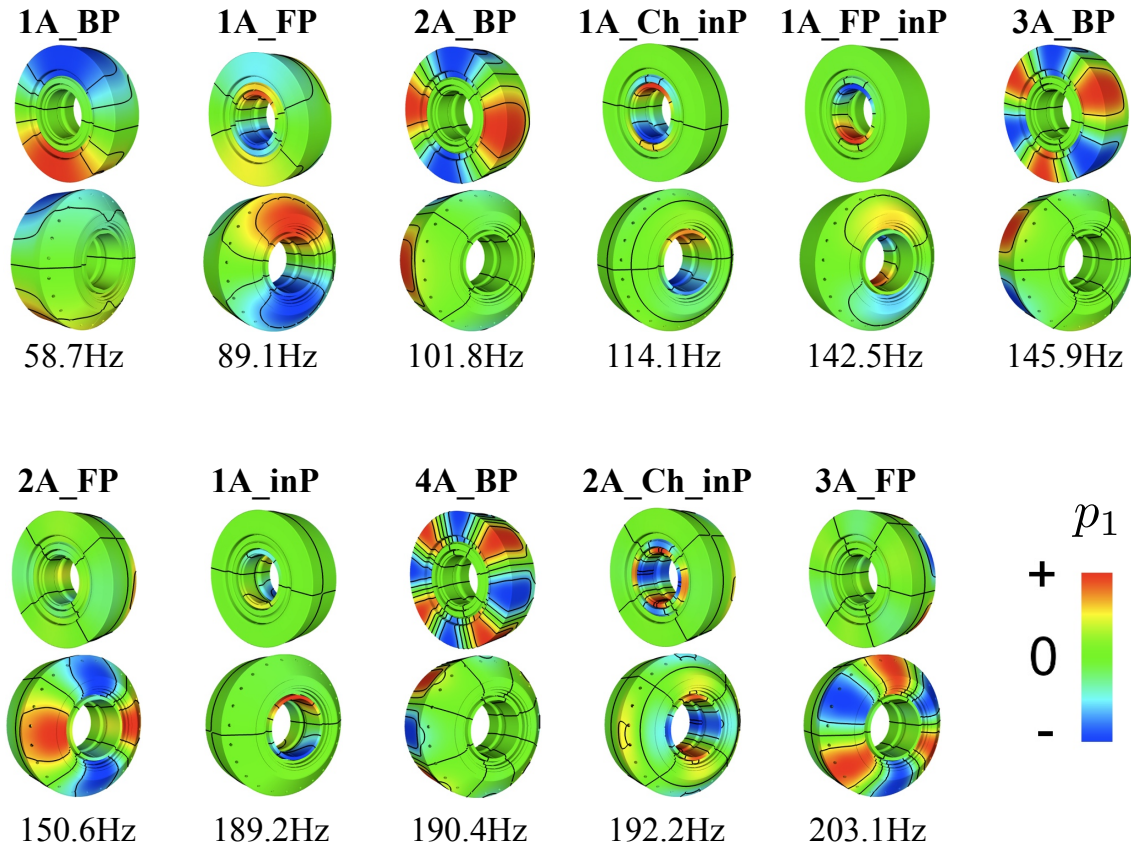 1A_BP 1A_FP 2A_BP 1A_Ch_inP 1A_FP_inP 3A_BP
58.7Hz 89.1Hz 101.8Hz 114.1Hz 142.5Hz 145.9Hz
2A_FP 1A_inP 4A_BP 2A_Ch_inP 3A_FP
p₁
+
0
-
150.6Hz 189.2Hz 190.4Hz 192.2Hz 203.1Hz